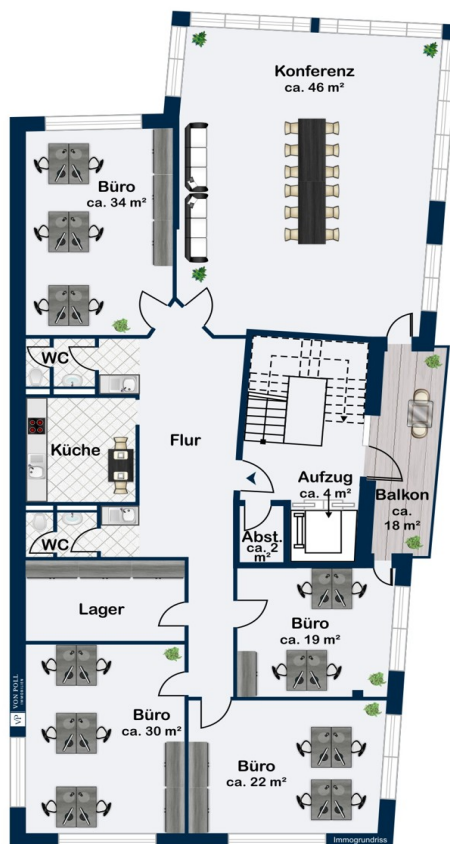 Konferenz
ca. 46 m²
Büro
ca. 34 m²
WC
Küche
Flur
Aufzug
ca. 4 m²
Balkon
ca.
18 m²
WC
Abst.
ca. 2
m²
Lager
Büro
ca. 19 m²
Büro
ca. 30 m²
Büro
ca. 22 m²
VP VON POLL
IMMOBILIEN
Immogrundriss